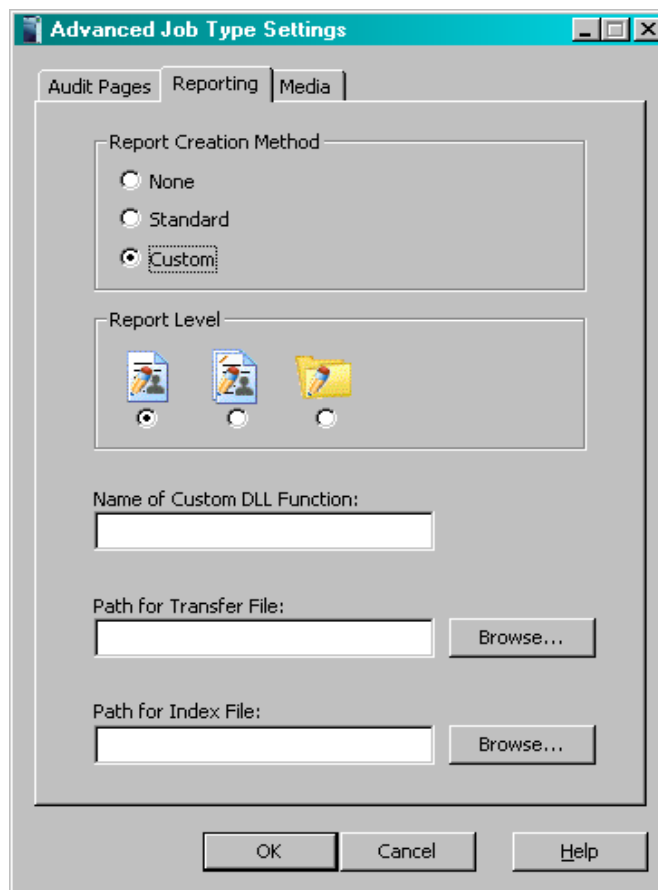 Advanced Job Type Settings
Audit Pages Reporting Media
Report Creation Method
None
Standard
Custom
Report Level
Name of Custom DLL Function:
Path for Transfer File:
Browse...
Path for Index File:
Browse...
OK Cancel Help